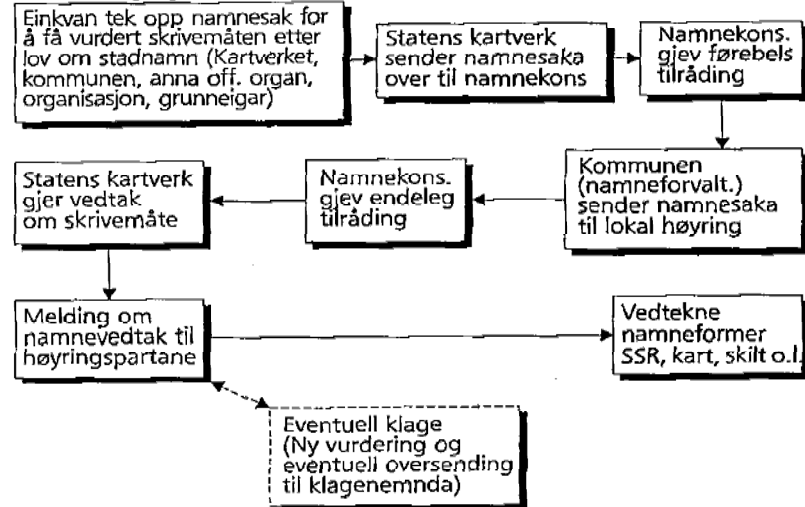 Einkvan tek opp namnesak for
å få vurdert skrivemåten etter
lov om stadnamn (Kartverket,
kommunen, anna off. organ,
organisasjon, grunneigar)
Statens kartverk
sender namnesaka
over til namnekons
Namnekons.
gjev førebels
tilråding
Kommunen
(namneforvalt.)
sender namnesaka
til lokal høyring
Namnekons.
gjev endeleg
tilråding
Statens kartverk
gjer vedtak
om skrivemåte
Melding om
namnevedtak til
høyringspartane
Vedtekne
namneformer
SSR, kart, skilt o.l.
Eventuell klage
(Ny vurdering og
eventuell oversending
til klagenemnda)